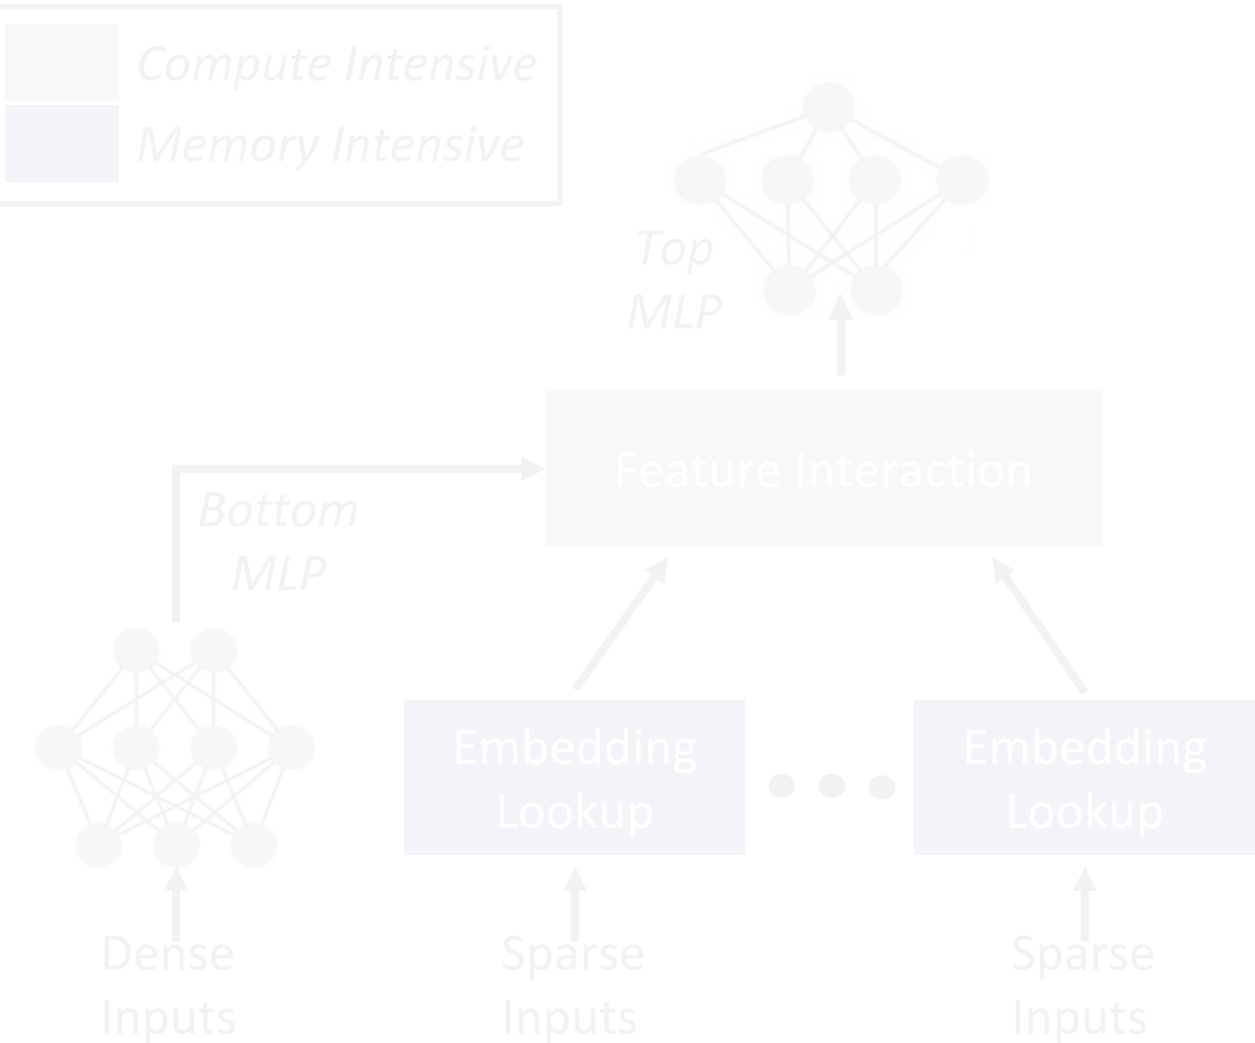 Compute Intensive
Memory Intensive
Top
MLP
Feature Interaction
Bottom
MLP
Embedding
Lookup
Embedding
Lookup
Dense
Inputs
Sparse
Inputs
Sparse
Inputs